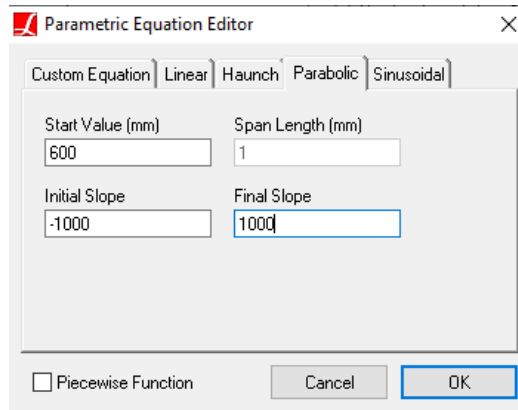 Parametric Equation Editor
Custom Equation Linear Haunch Parabolic Sinusoidal
Start Value (mm) Span Length (mm)
600 1
Initial Slope Final Slope
-1000 1000
Piecewise Function Cancel OK